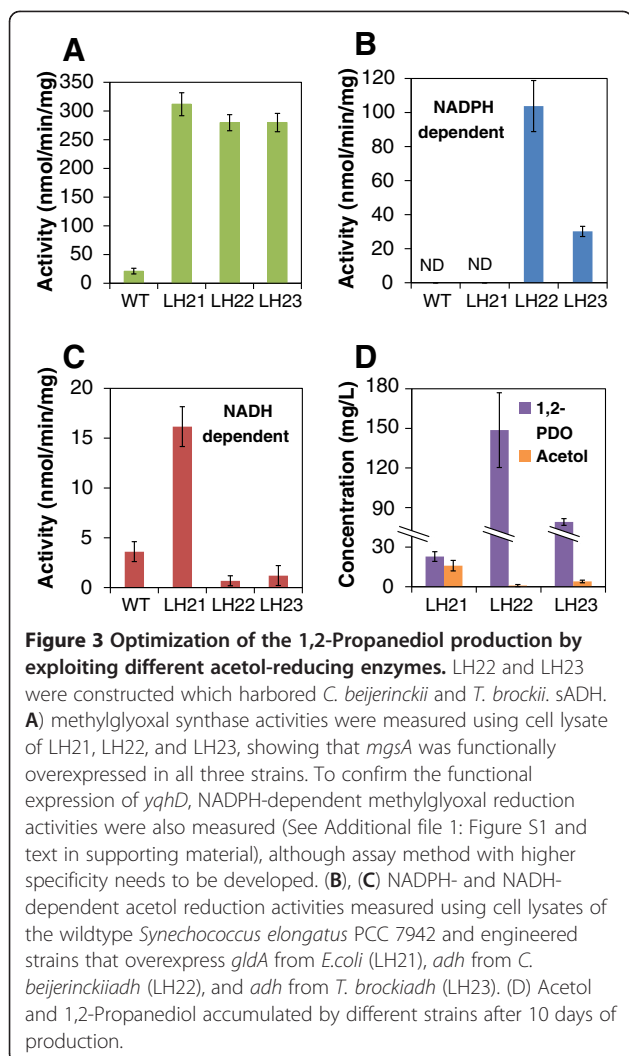 A
Activity (nmol/min/mg)
350
300
250
200
150
100
50
0
WT LH21 LH22 LH23
B
Activity (nmol/min/mg)
120
100
80
60
40
20
0
NADPH
dependent
ND ND
WT LH21 LH22 LH23
C
Activity (nmol/min/mg)
20
15
10
5
0
NADH
dependent
WT LH21 LH22 LH23
D
Concentration (mg/L)
180
150
120
90
30
0
1,2-
PDO
Acetol
LH21 LH22 LH23
Figure 3 Optimization of the 1,2-Propanediol production by
exploiting different acetol-reducing enzymes. LH22 and LH23
were constructed which harbored C. beijerinckii and T. brockii. sADH.
A) methylglyoxal synthase activities were measured using cell lysate
of LH21, LH22, and LH23, showing that mgsA was functionally
overexpressed in all three strains. To confirm the functional
expression of yqhD, NADPH-dependent methylglyoxal reduction
activities were also measured (See Additional file 1: Figure S1 and
text in supporting material), although assay method with higher
specificity needs to be developed. (B), (C) NADPH- and NADH-
dependent acetol reduction activities measured using cell lysates of
the wildtype Synechococcus elongatus PCC 7942 and engineered
strains that overexpress gldA from E.coli (LH21), adh from C.
beijerinckiiadh (LH22), and adh from T. brockiadh (LH23). (D) Acetol
and 1,2-Propanediol accumulated by different strains after 10 days of
production.